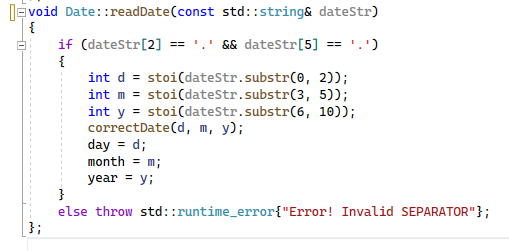 void Date::readDate(const std::string& dateStr)
{
    if (dateStr[2] == '.' && dateStr[5] == '.')
    {
        int d = stoi(dateStr.substr(0, 2));
        int m = stoi(dateStr.substr(3, 5));
        int y = stoi(dateStr.substr(6, 10));
        correctDate(d, m, y);
        day = d;
        month = m;
        year = y;
    }
    else throw std::runtime_error{"Error! Invalid SEPARATOR"};
};